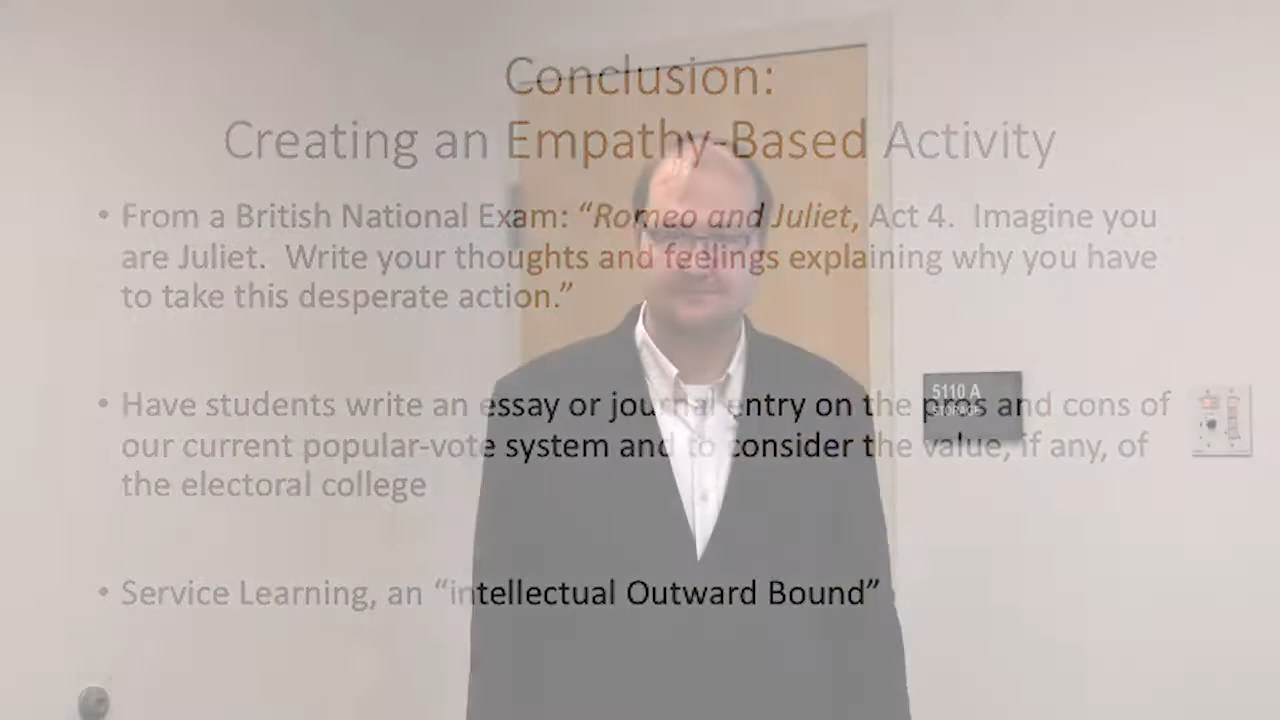 Conclusion:
Creating an Empathy-Based Activity
• From a British National Exam: “Romeo and Juliet, Act 4. Imagine you
are Juliet. Write your thoughts and feelings explaining why you have
to take this desperate action.”
• Have students write an essay or journal entry on the pros and cons of
our current popular-vote system and to consider the value, if any, of
the electoral college
• Service Learning, an “intellectual Outward Bound”
5110 A
STORAGE